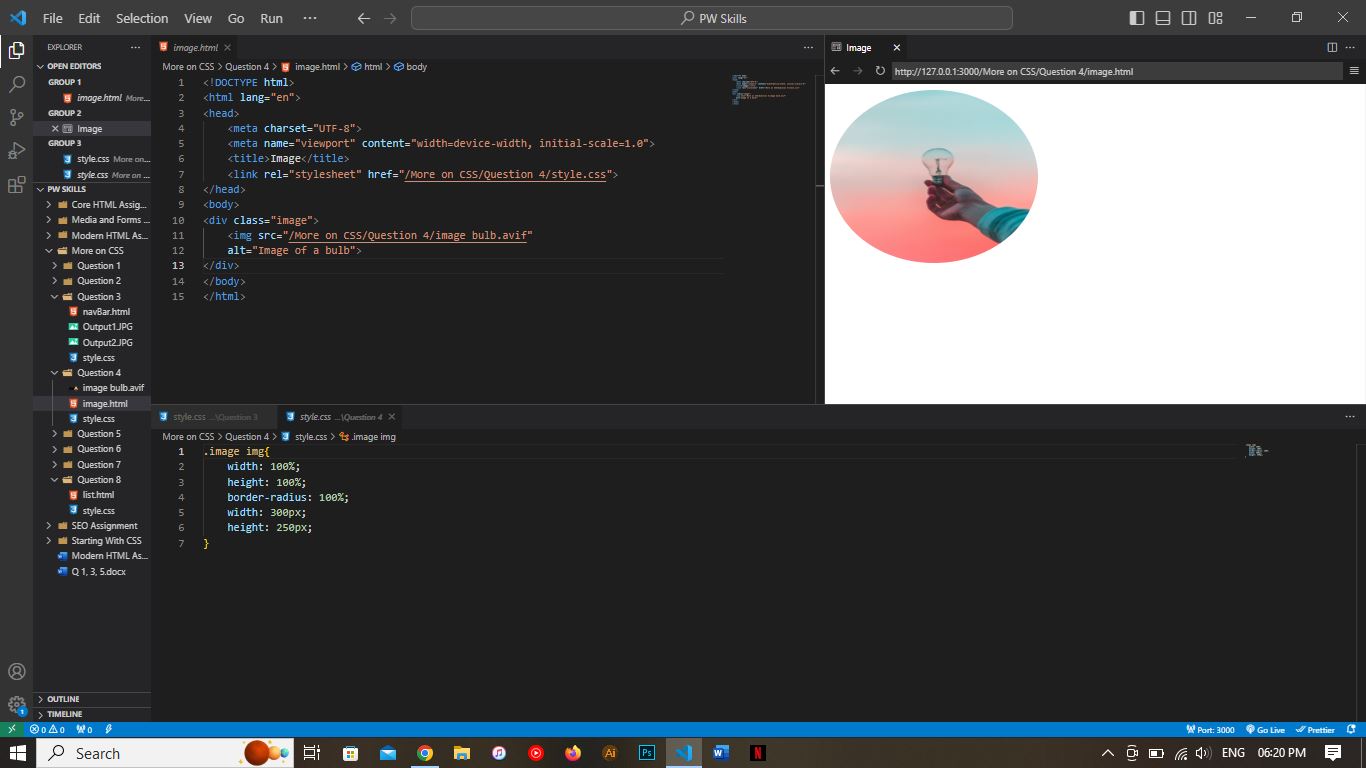 File Edit Selection View Go Run ··· PW Skills
EXPLORER ···
OPEN EDITORS
GROUP 1
image.html More...
GROUP 2
Image
GROUP 3
style.css More on...
style.css More on ...
PW SKILLS
Core HTML Assig...
Media and Forms ...
Modern HTML As...
More on CSS
Question 1
Question 2
Question 3
navBar.html
Output1.JPG
Output2.JPG
style.css
Question 4
image bulb.avif
image.html
style.css
Question 5
Question 6
Question 7
Question 8
list.html
style.css
SEO Assignment
Starting With CSS
Modern HTML As...
Q 1, 3, 5.docx
OUTLINE
TIMELINE
image.html
More on CSS > Question 4 > image.html > html > body
1 <!DOCTYPE html>
2 <html lang="en">
3 <head>
4 <meta charset="UTF-8">
5 <meta name="viewport" content="width=device-width, initial-scale=1.0">
6 <title>Image</title>
7 <link rel="stylesheet" href="/More on CSS/Question 4/style.css">
8 </head>
9 <body>
10 <div class="image">
11 <img src="/More on CSS/Question 4/image bulb.avif"
12 alt="Image of a bulb">
13 </div>
14 </body>
15 </html>
Image
http://127.0.0.1:3000/More on CSS/Question 4/image.html
style.css ...\Question 3 style.css ...\Question 4
More on CSS > Question 4 > style.css > .image img
1 .image img{
2 width: 100%;
3 height: 100%;
4 border-radius: 100%;
5 width: 300px;
6 height: 250px;
7 }
0 0 0 Port: 3000 Go Live Prettier
1
Search Ai Ps W N ENG 06:20 PM